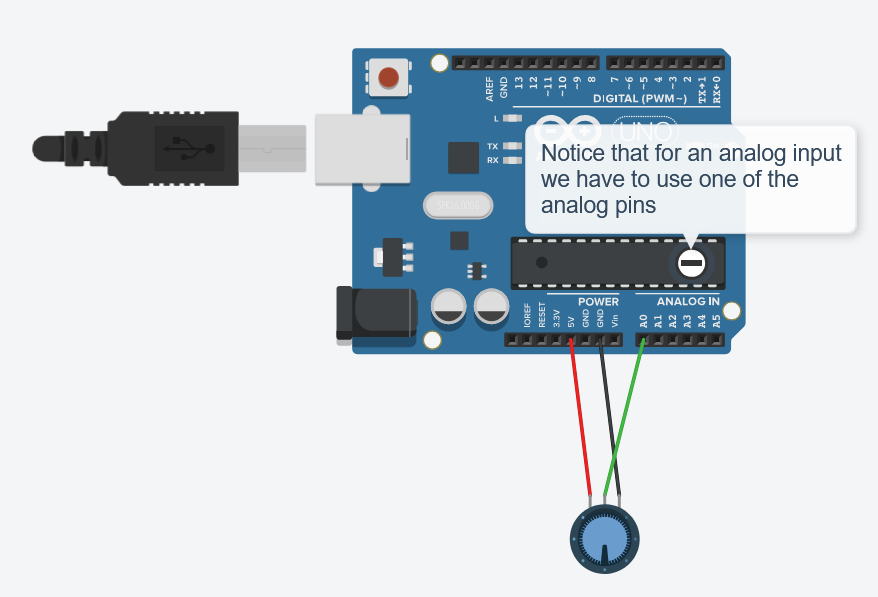 AREF
GND
13
12
~11
~10
~9
8
7
~6
~5
4
~3
2
TX→1
RX←0
DIGITAL (PWM~)
L
TX
RX
UNO
Notice that for an analog input
we have to use one of the
analog pins
POWER
ANALOG IN
IOREF
RESET
3.3V
5V
GND
GND
Vin
A0
A1
A2
A3
A4
A5